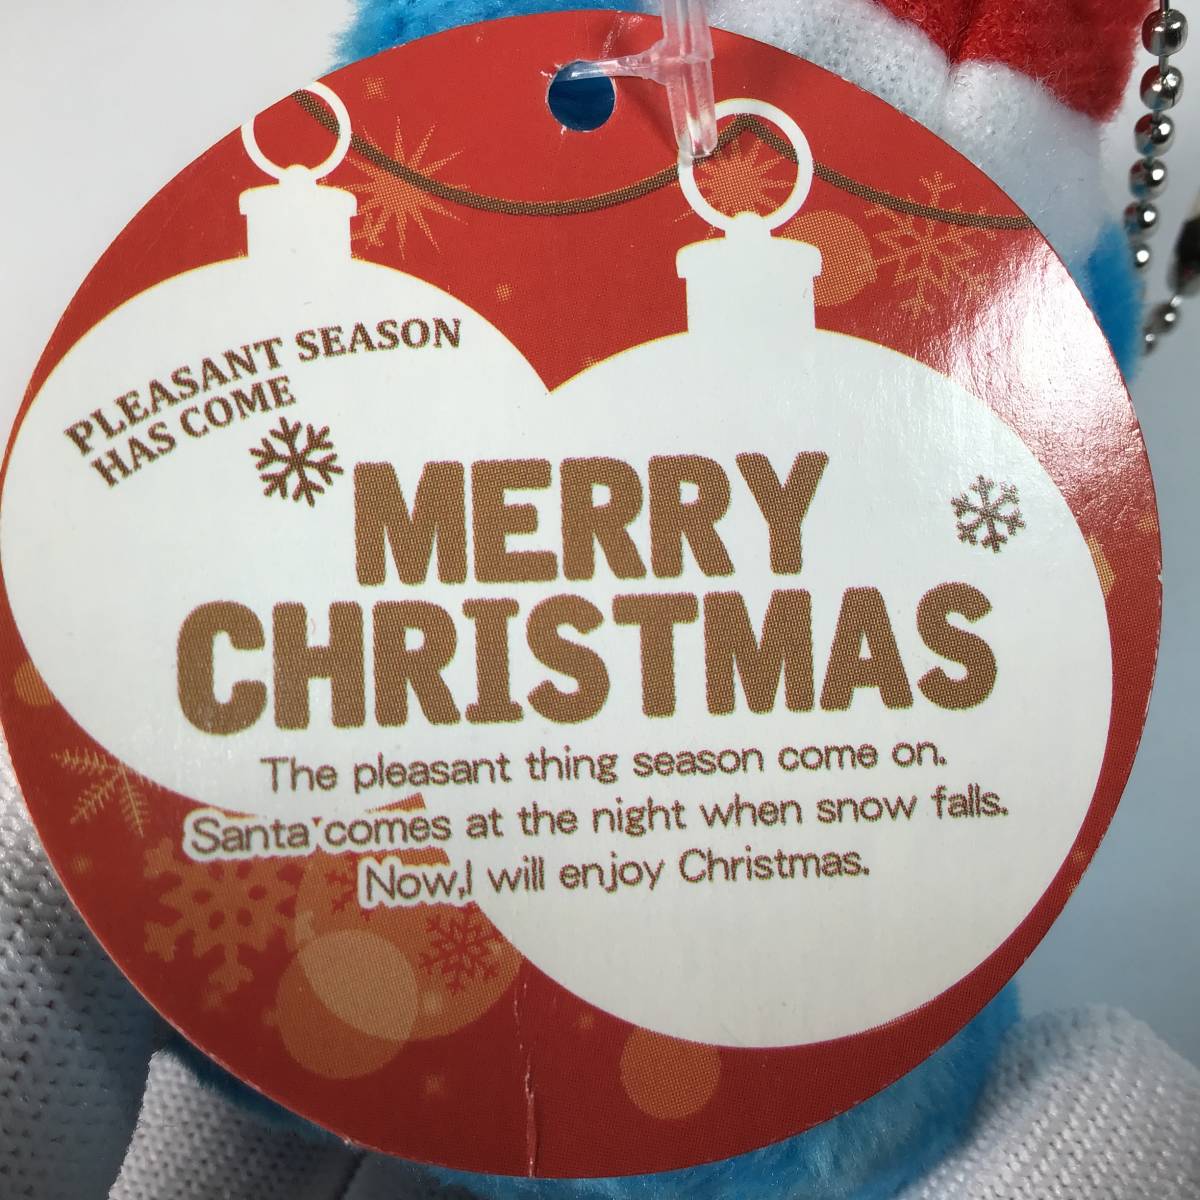 PLEASANT SEASON
HAS COME
MERRY
CHRISTMAS
The pleasant thing season come on.
Santa comes at the night when snow falls.
Now,I will enjoy Christmas.